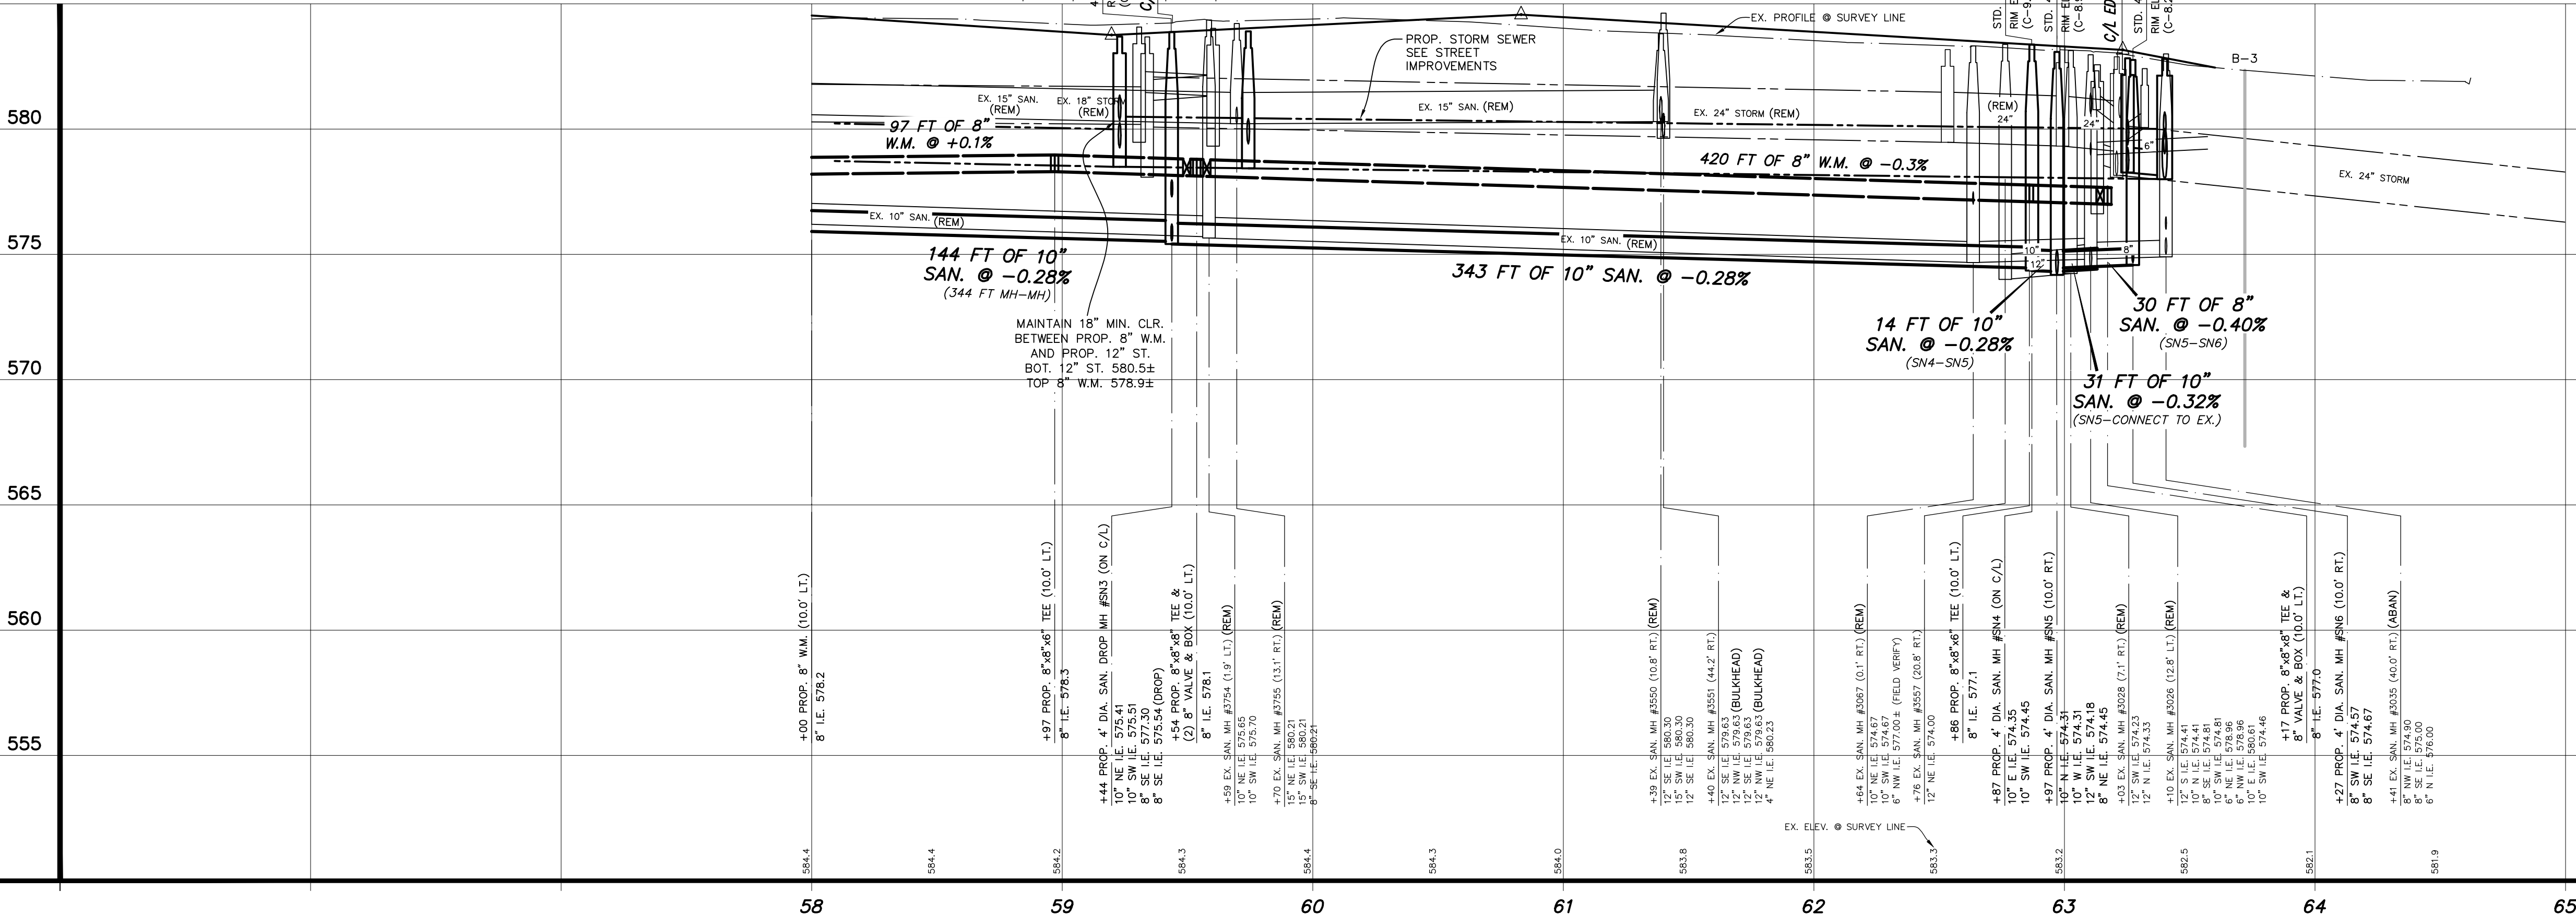 EX. PROFILE @ SURVEY LINE
PROP. STORM SEWER
SEE STREET
IMPROVEMENTS
B-3
580
575
570
565
560
555
EX. 15" SAN.
(REM)
EX. 18" STORM
(REM)
97 FT OF 8"
W.M. @ +0.1%
EX. 15" SAN. (REM)
EX. 24" STORM (REM)
(REM)
24"
24"
6"
420 FT OF 8" W.M. @ -0.3%
EX. 24" STORM
EX. 10" SAN. (REM)
EX. 10" SAN. (REM)
10"
12"
8"
144 FT OF 10"
SAN. @ -0.28%
(344 FT MH-MH)
343 FT OF 10" SAN. @ -0.28%
MAINTAIN 18" MIN. CLR.
BETWEEN PROP. 8" W.M.
AND PROP. 12" ST.
BOT. 12" ST. 580.5±
TOP 8" W.M. 578.9±
14 FT OF 10"
SAN. @ -0.28%
(SN4-SN5)
30 FT OF 8"
SAN. @ -0.40%
(SN5-SN6)
31 FT OF 10"
SAN. @ -0.32%
(SN5-CONNECT TO EX.)
STD.
RIM E
STD. 4
RIM E
C/L ED
STD. 4
RIM EL
+00 PROP. 8" W.M. (10.0' LT.)
8" I.E. 578.2
+97 PROP. 8"x8"x6" TEE (10.0' LT.)
8" I.E. 578.3
+44 PROP. 4' DIA. SAN. DROP MH #SN3 (ON C/L)
10" NE I.E. 575.41
10" SW I.E. 575.51
8" SE I.E. 577.30
8" SE I.E. 575.54 (DROP)
+54 PROP. 8"x8"x8" TEE &
(2) 8" VALVE & BOX (10.0' LT.)
8" I.E. 578.1
+59 EX. SAN. MH #3754 (1.9' LT.) (REM)
10" NE I.E. 575.65
10" SW I.E. 575.70
+70 EX. SAN. MH #3755 (13.1' RT.) (REM)
15" NE I.E. 580.21
15" SW I.E. 580.21
8" SE I.E. 580.21
+39 EX. SAN. MH #3550 (10.8' RT.) (REM)
12" SE I.E. 580.30
15" SW I.E. 580.30
12" SE I.E. 580.30
+40 EX. SAN. MH #3551 (44.2' RT.)
12" SE I.E. 579.63
12" NW I.E. 579.63 (BULKHEAD)
12" SE I.E. 579.63
12" NW I.E. 579.63 (BULKHEAD)
4" NE I.E. 580.23
+64 EX. SAN. MH #3067 (0.1' RT.) (REM)
10" NE I.E. 574.67
10" SW I.E. 574.67
6" NW I.E. 577.00± (FIELD VERIFY)
+76 EX. SAN. MH #3557 (20.8' RT.)
12" NE I.E. 574.00
+86 PROP. 8"x8"x6" TEE (10.0' LT.)
8" I.E. 577.1
+87 PROP. 4' DIA. SAN. MH #SN4 (ON C/L)
10" E I.E. 574.35
10" SW I.E. 574.45
+97 PROP. 4' DIA. SAN. MH #SN5 (10.0' RT.)
10" N I.E. 574.31
10" W I.E. 574.31
12" SW I.E. 574.18
8" NE I.E. 574.45
+03 EX. SAN. MH #3028 (7.1' RT.) (REM)
12" SW I.E. 574.23
12" N I.E. 574.33
+10 EX. SAN. MH #3026 (12.8' LT.) (REM)
12" S I.E. 574.41
10" N I.E. 574.41
8" SE I.E. 574.81
10" SW I.E. 574.81
6" NE I.E. 578.96
6" NW I.E. 578.96
10" E I.E. 580.61
10" SW I.E. 574.46
+17 PROP. 8"x8"x8" TEE &
8" VALVE & BOX (10.0' LT.)
8" I.E. 577.0
+27 PROP. 4' DIA. SAN. MH #SN6 (10.0' RT.)
8" SW I.E. 574.57
8" SE I.E. 574.67
+41 EX. SAN. MH #3035 (40.0' RT.) (ABAN)
8" NW I.E. 574.90
8" SE I.E. 575.00
6" N I.E. 576.00
EX. ELEV. @ SURVEY LINE
584.4
584.4
584.2
584.3
584.4
584.3
584.0
583.8
583.5
583.3
583.2
582.5
582.1
581.9
58
59
60
61
62
63
64
65